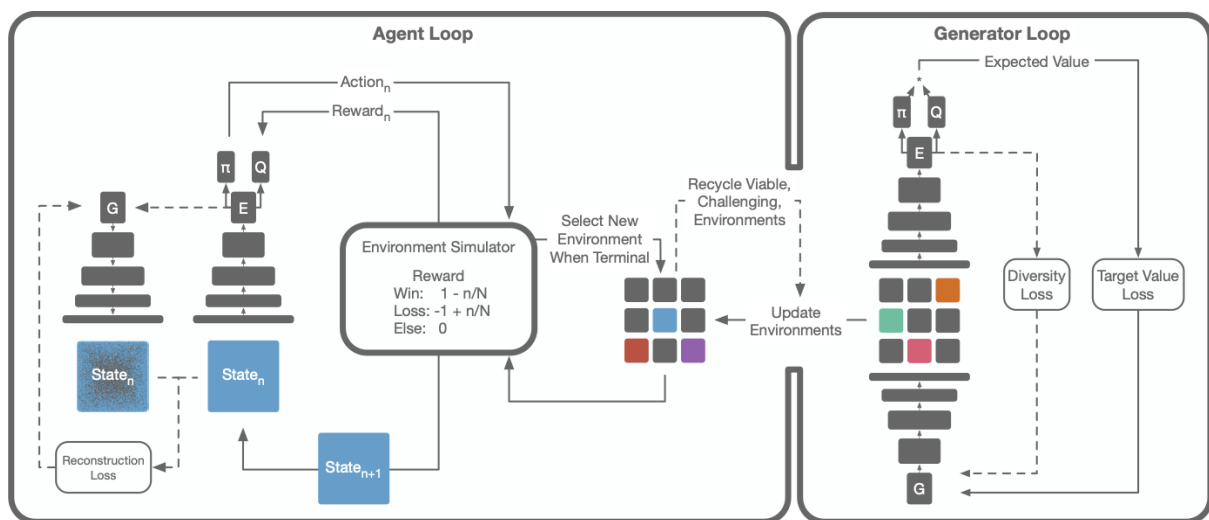 Agent Loop
Action_n
Reward_n
π
Q
G
E
Environment Simulator
Reward
Win: 1 - n/N
Loss: -1 + n/N
Else: 0
State_n
State_n
Reconstruction
Loss
State_n+1
Select New
Environment
When Terminal
Recycle Viable,
Challenging,
Environments
Update
Environments
Generator Loop
Expected Value
*
π
Q
E
Diversity
Loss
Target Value
Loss
G